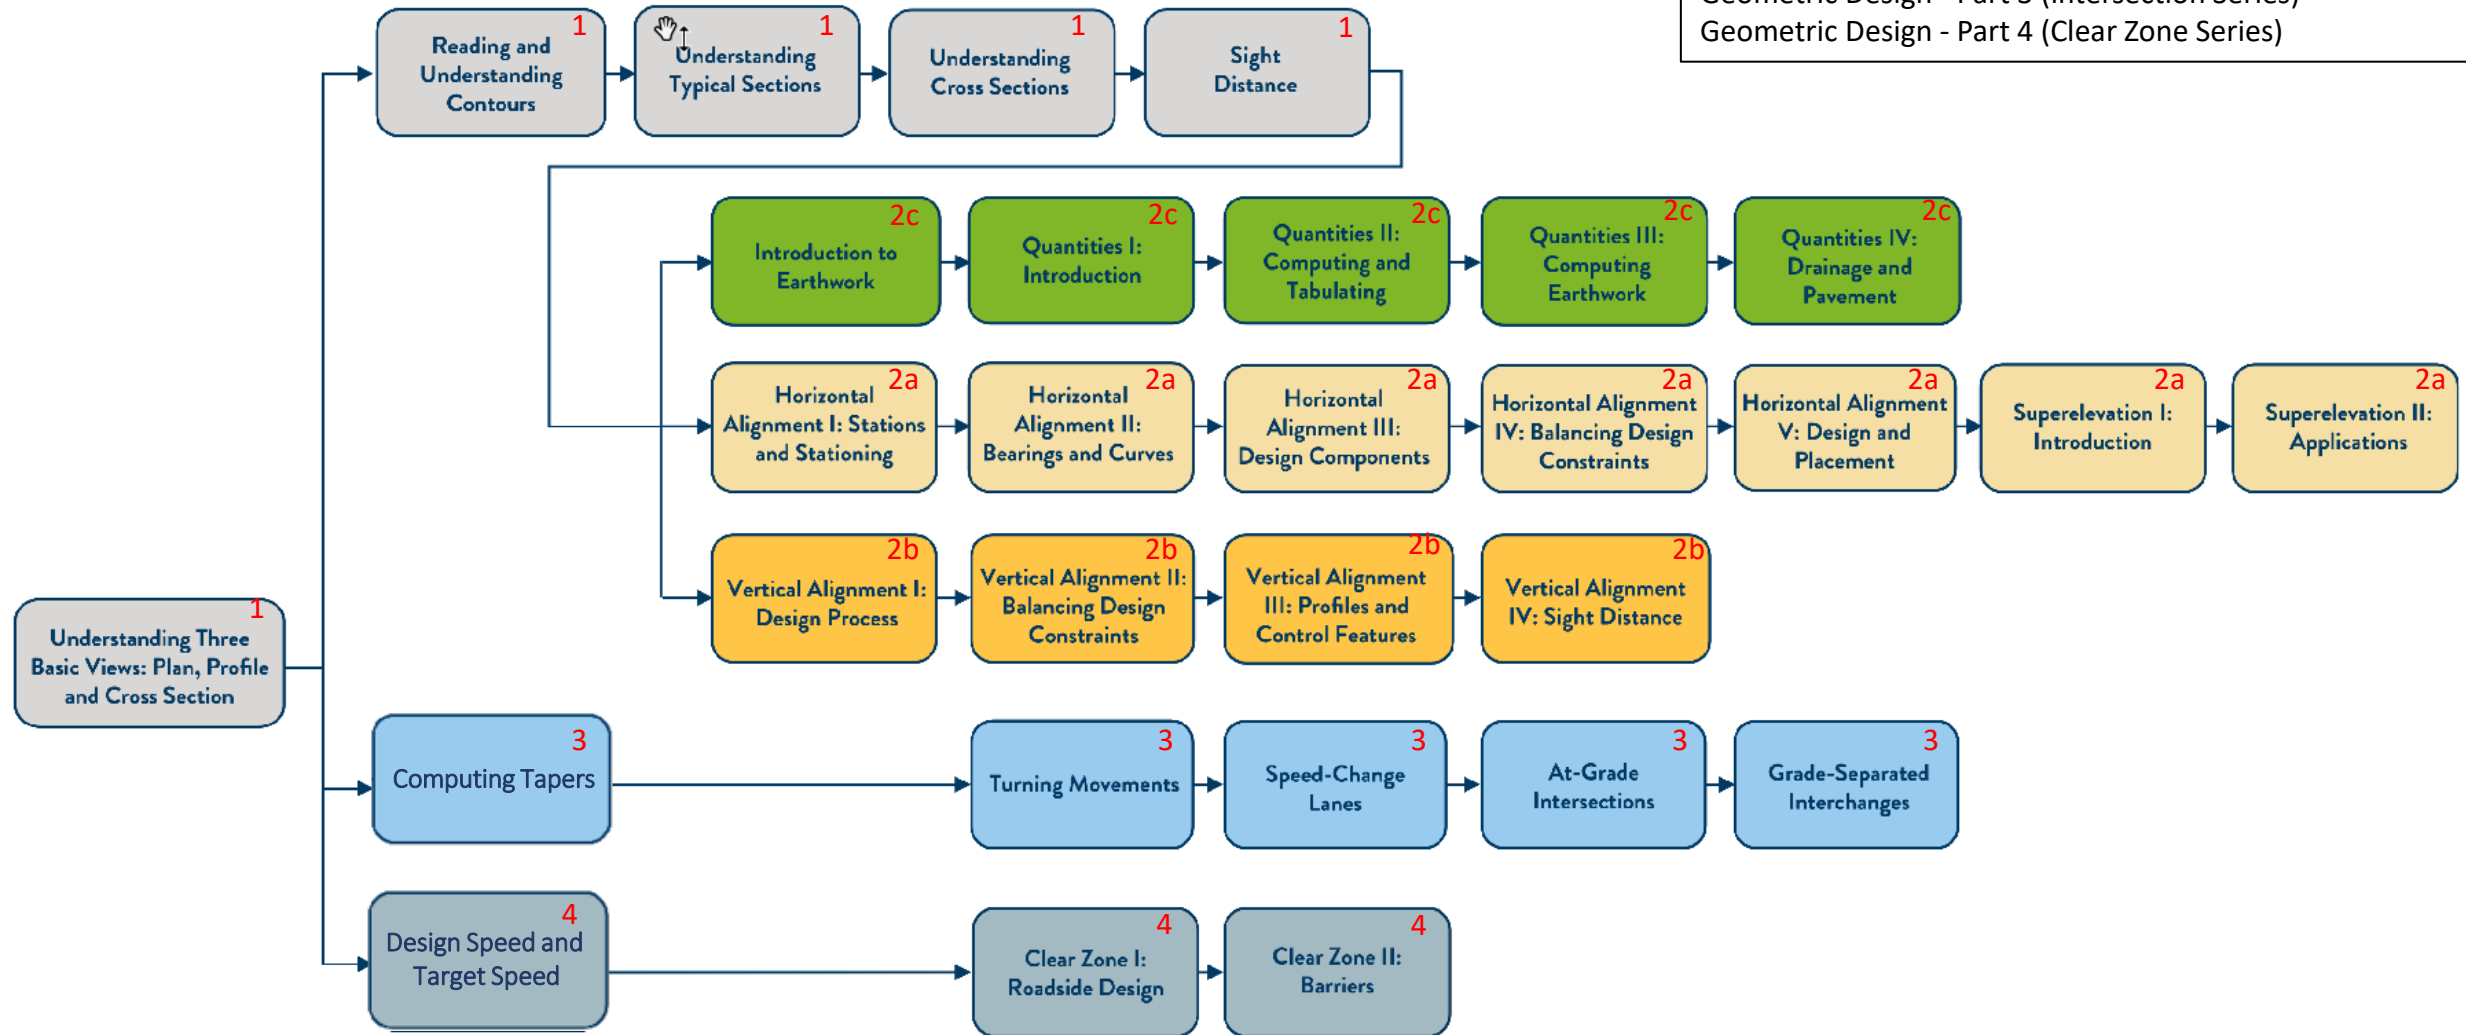 Geometric Design - Part 3 (Intersection Series)
Geometric Design - Part 4 (Clear Zone Series)
1
Reading and
Understanding
Contours
1
Understanding
Typical Sections
1
Understanding
Cross Sections
1
Sight
Distance
2c
Introduction to
Earthwork
2c
Quantities I:
Introduction
2c
Quantities II:
Computing and
Tabulating
2c
Quantities III:
Computing
Earthwork
2c
Quantities IV:
Drainage and
Pavement
2a
Horizontal
Alignment I: Stations
and Stationing
2a
Horizontal
Alignment II:
Bearings and Curves
2a
Horizontal
Alignment III:
Design Components
2a
Horizontal Alignment
IV: Balancing Design
Constraints
2a
Horizontal Alignment
V: Design and
Placement
2a
Superelevation I:
Introduction
2a
Superelevation II:
Applications
2b
Vertical Alignment I:
Design Process
2b
Vertical Alignment II:
Balancing Design
Constraints
2b
Vertical Alignment
III: Profiles and
Control Features
2b
Vertical Alignment
IV: Sight Distance
1
Understanding Three
Basic Views: Plan, Profile
and Cross Section
3
Computing Tapers
3
Turning Movements
3
Speed-Change
Lanes
3
At-Grade
Intersections
3
Grade-Separated
Interchanges
4
Design Speed and
Target Speed
4
Clear Zone I:
Roadside Design
4
Clear Zone II:
Barriers